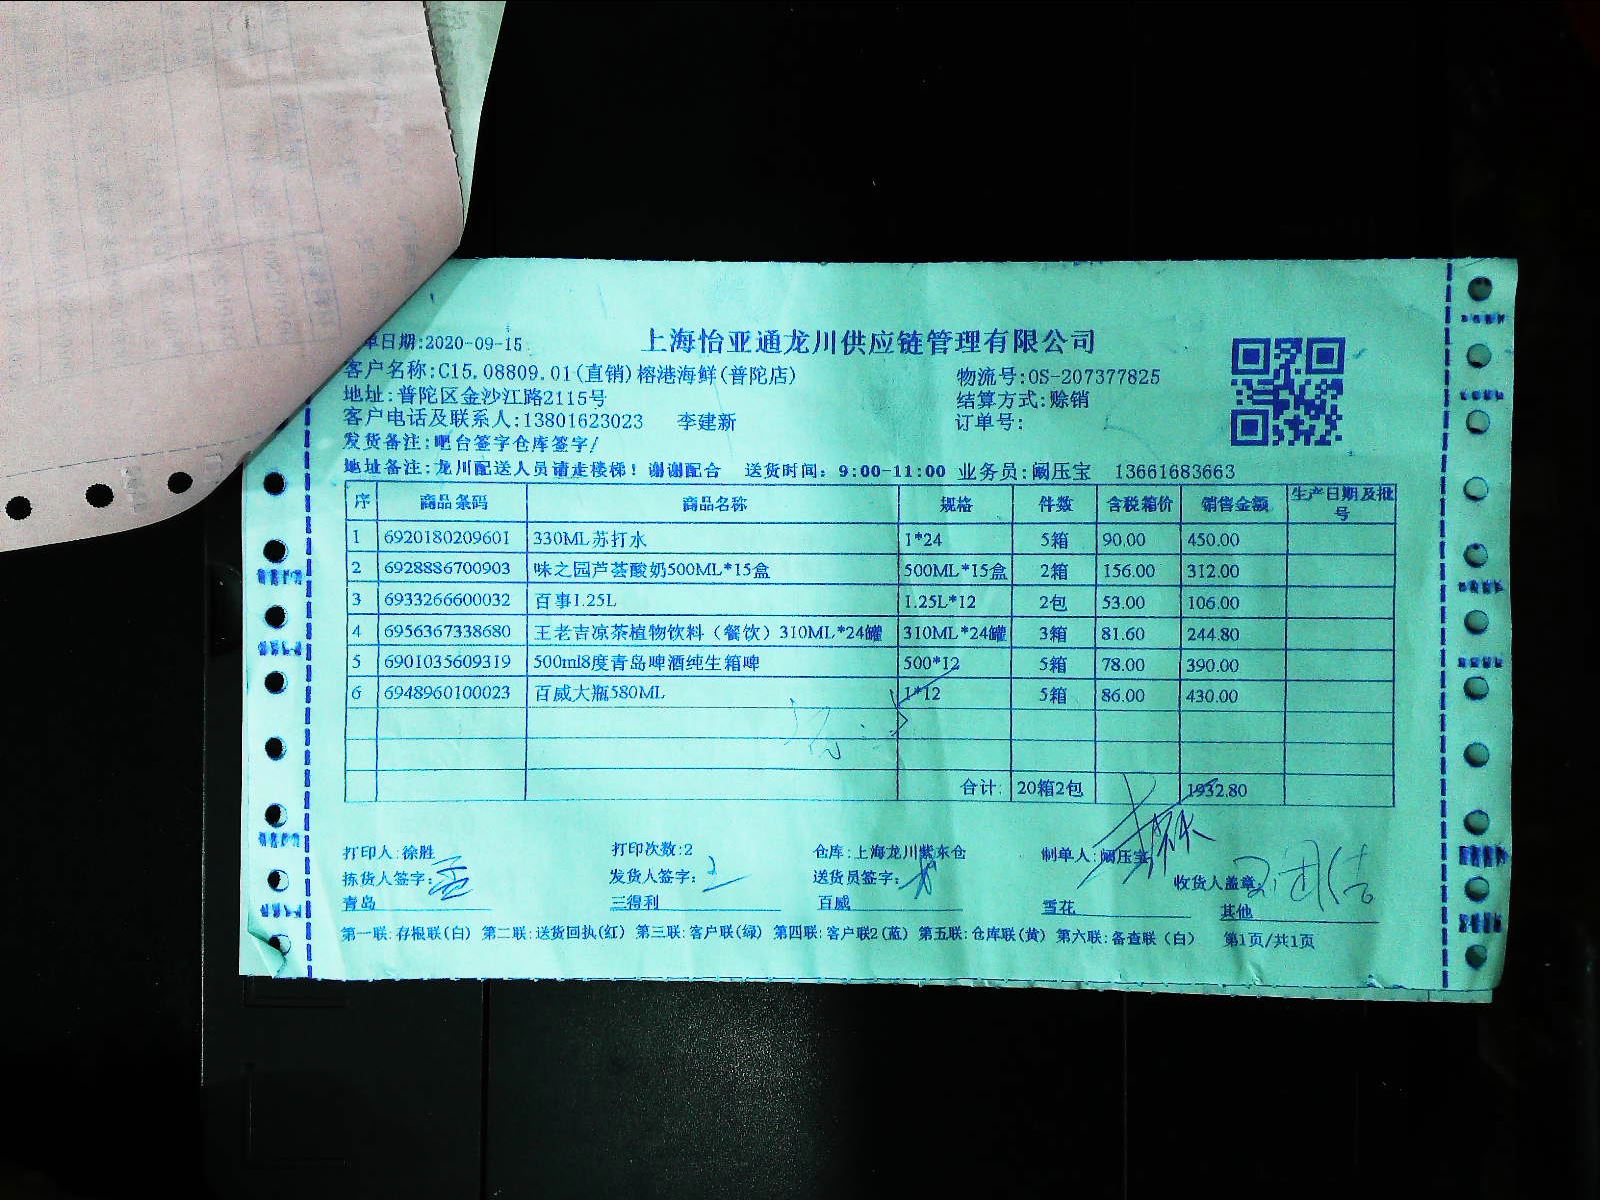 单日期:2020-09-15
上海怡亚通龙川供应链管理有限公司
客户名称:C15.08809.01(直销)榕港海鲜(普陀店)
物流号:OS-207377825
地址:普陀区金沙江路2115号
结算方式:赊销
客户电话及联系人:13801623023 李建新
订单号:
发货备注:吧台签字仓库签字/
地址备注:龙川配送人员请走楼梯！谢谢配合 送货时间：9:00-11:00 业务员:阚压宝 13661683663
序 商品条码 商品名称 规格 件数 含税箱价 销售金额 生产日期及批号
1 6920180209601 330ML苏打水 1*24 5箱 90.00 450.00
2 6928886700903 味之园芦荟酸奶500ML*15盒 500ML*15盒 2箱 156.00 312.00
3 6933266600032 百事1.25L 1.25L*12 2包 53.00 106.00
4 6956367338680 王老吉凉茶植物饮料（餐饮）310ML*24罐 310ML*24罐 3箱 81.60 244.80
5 6901035609319 500ml8度青岛啤酒纯生箱啤 500*12 5箱 78.00 390.00
6 6948960100023 百威大瓶580ML 1*12 5箱 86.00 430.00
合计: 20箱2包 1932.80
打印人:徐胜 打印次数:2 仓库:上海龙川紫东仓 制单人:阚压宝
拣货人签字: 发货人签字: 送货员签字: 收货人盖章:
青岛 三得利 百威 雪花 其他
第一联:存根联(白) 第二联:送货回执(红) 第三联:客户联(绿) 第四联:客户联2(蓝) 第五联:仓库联(黄) 第六联:备查联（白） 第1页/共1页